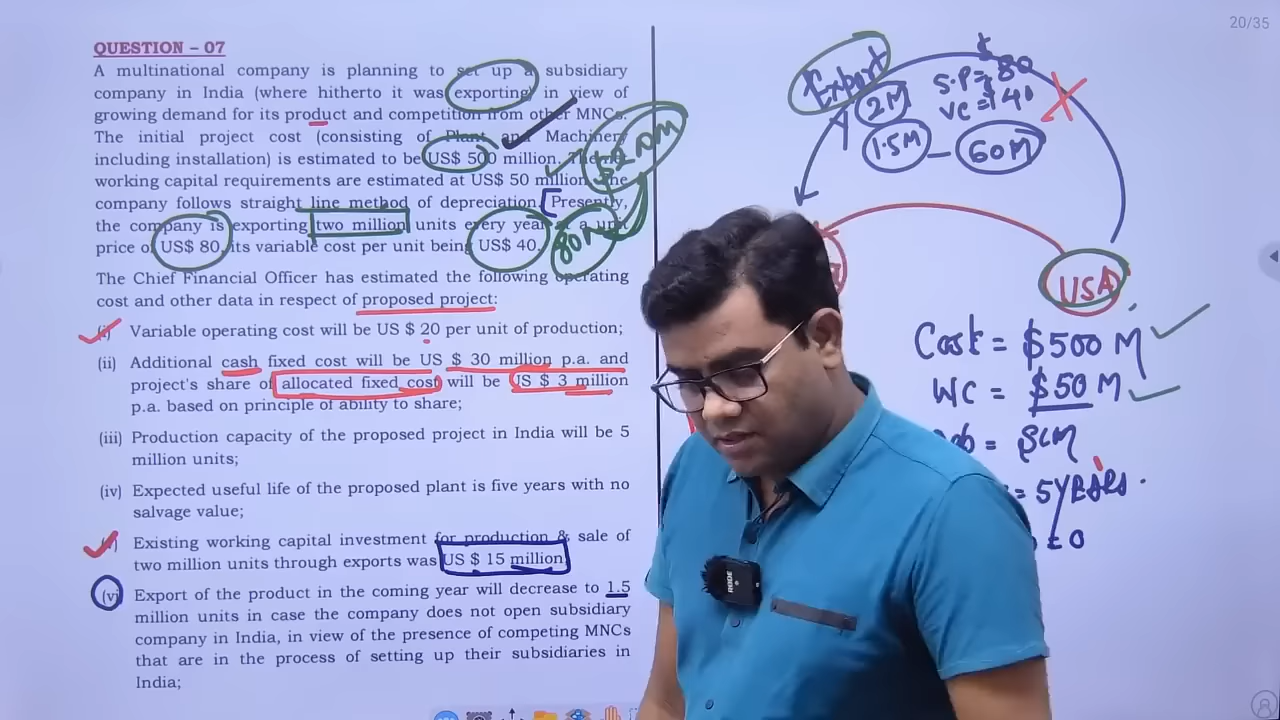 20/35
QUESTION – 07
A multinational company is planning to set up a subsidiary
company in India (where hitherto it was exporting) in view of
growing demand for its product and competition from other MNCs.
The initial project cost (consisting of Plant and Machinery
including installation) is estimated to be US$ 500 million. The
working capital requirements are estimated at US$ 50 million. The
company follows straight line method of depreciation. Presently,
the company is exporting two million units every year at a unit
price of US$ 80, its variable cost per unit being US$ 40.
80M
The Chief Financial Officer has estimated the following operating
cost and other data in respect of proposed project:
(i) Variable operating cost will be US $ 20 per unit of production;
(ii) Additional cash fixed cost will be US $ 30 million p.a. and
project's share of allocated fixed cost will be US $ 3 million
p.a. based on principle of ability to share;
(iii) Production capacity of the proposed project in India will be 5
million units;
(iv) Expected useful life of the proposed plant is five years with no
salvage value;
Existing working capital investment for production & sale of
two million units through exports was US $ 15 million
(vi) Export of the product in the coming year will decrease to 1.5
million units in case the company does not open subsidiary
company in India, in view of the presence of competing MNCs
that are in the process of setting up their subsidiaries in
India;
Export
2M
S.P = $80
VC = $40
1.5M – 60M
USA
Cost = $500 M
WC = $50 M
= SLM
= 5 Years.
= 0
RODE